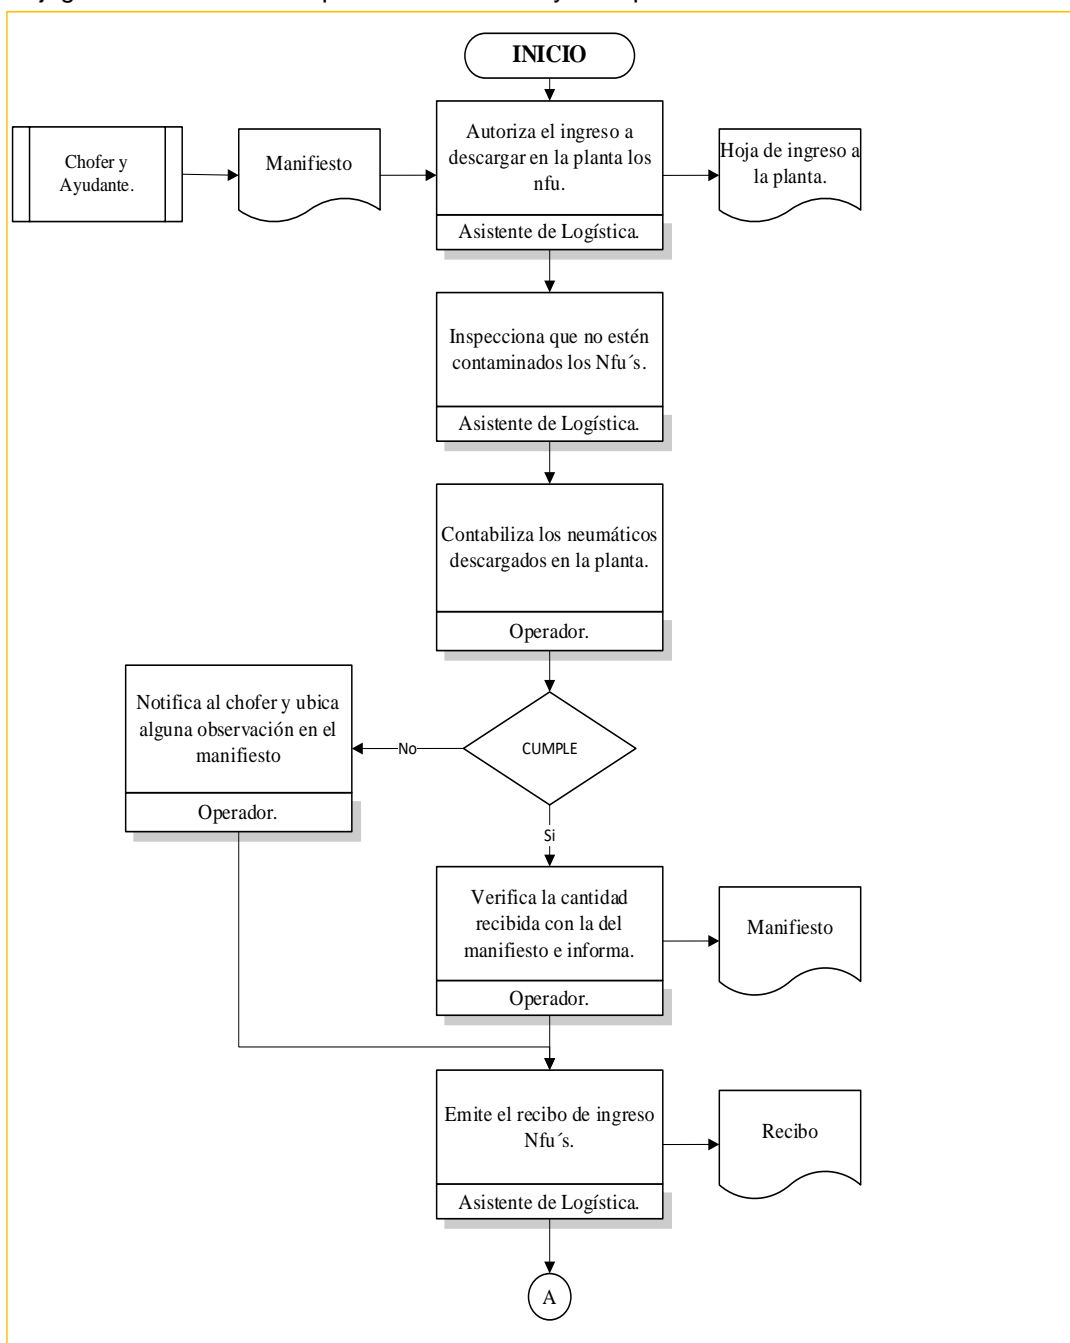 INICIO
Chofer y
Ayudante.
Manifiesto
Autoriza el ingreso a
descargar en la planta los
nfu.
Asistente de Logística.
Hoja de ingreso a
la planta.
Inspecciona que no estén
contaminados los Nfu´s.
Asistente de Logística.
Contabiliza los neumáticos
descargados en la planta.
Operador.
Notifica al chofer y ubica
alguna observación en el
manifiesto
Operador.
No
CUMPLE
Si
Verifica la cantidad
recibida con la del
manifiesto e informa.
Operador.
Manifiesto
Emite el recibo de ingreso
Nfu´s.
Asistente de Logística.
Recibo
A